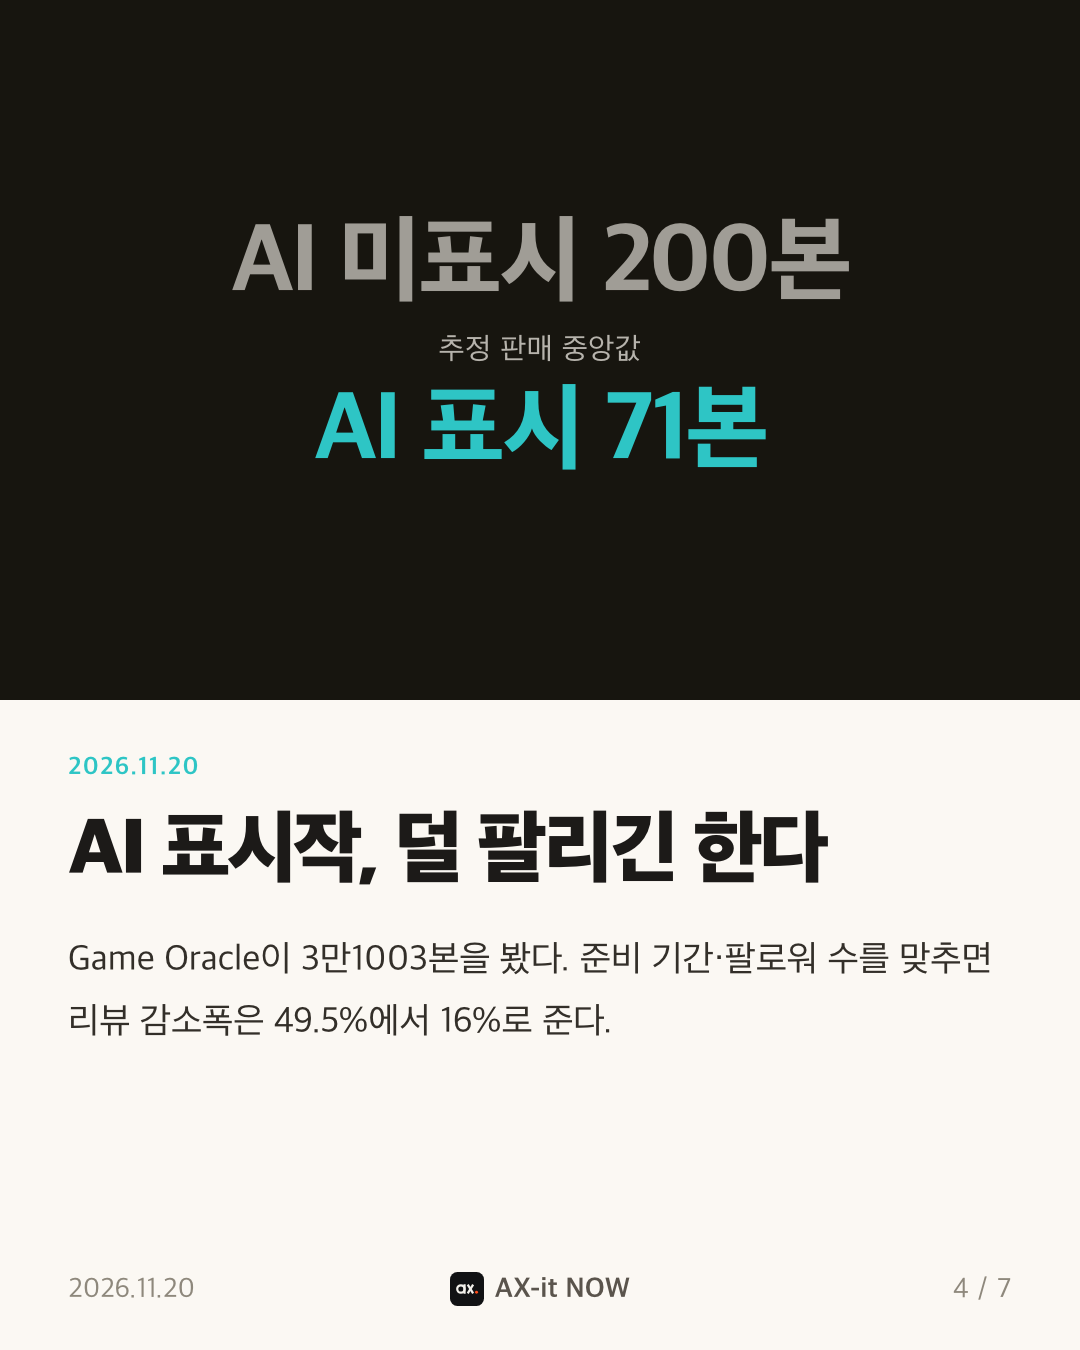 AI 미표시 200본
추정 판매 중앙값
AI 표시 71본
2026.11.20
AI 표시작, 덜 팔리긴 한다
Game Oracle이 3만1003본을 봤다. 준비 기간·팔로워 수를 맞추면
리뷰 감소폭은 49.5%에서 16%로 준다.
2026.11.20
ax.
AX-it NOW
4 / 7